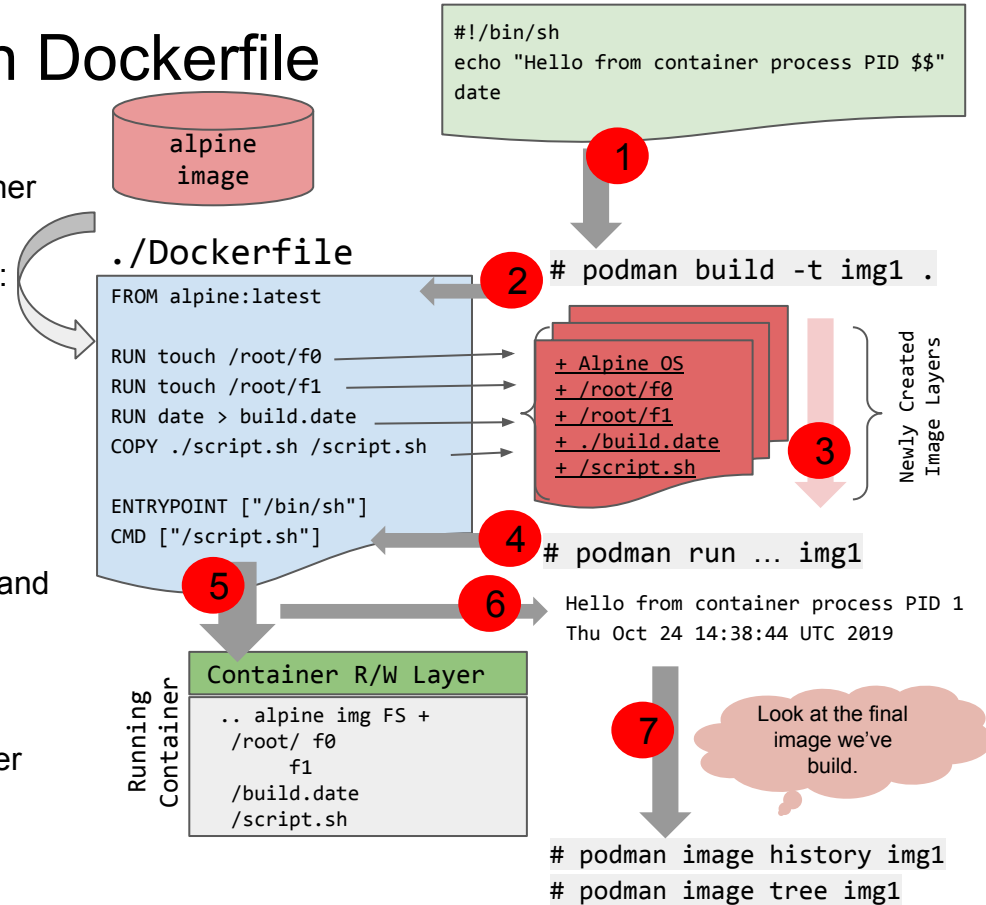 n Dockerfile
#!/bin/sh
echo "Hello from container process PID $$"
date
alpine
image
1
ner
:
./Dockerfile
2
# podman build -t img1 .
FROM alpine:latest
RUN touch /root/f0
RUN touch /root/f1
RUN date > build.date
COPY ./script.sh /script.sh
ENTRYPOINT ["/bin/sh"]
CMD ["/script.sh"]
+ Alpine OS
+ /root/f0
+ /root/f1
+ ./build.date
+ /script.sh
3
Newly Created
Image Layers
4
# podman run … img1
and
5
6
Hello from container process PID 1
Thu Oct 24 14:38:44 UTC 2019
Container R/W Layer
.. alpine img FS +
/root/ f0
f1
/build.date
/script.sh
Running
Container
er
7
Look at the final
image we’ve
build.
# podman image history img1
# podman image tree img1